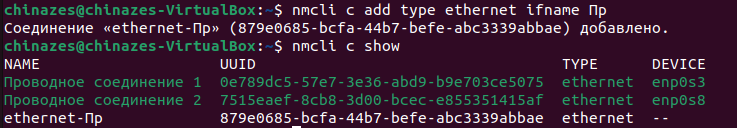 chinazes@chinazes-VirtualBox:~$ nmcli c add type ethernet ifname Пр
Соединение «ethernet-Пр» (879e0685-bcfa-44b7-befe-abc3339abbae) добавлено.
chinazes@chinazes-VirtualBox:~$ nmcli c show
NAME UUID TYPE DEVICE
Проводное соединение 1 0e789dc5-57e7-3e36-abd9-b9e703ce5075 ethernet enp0s3
Проводное соединение 2 7515eaef-8cb8-3d00-bcec-e855351415af ethernet enp0s8
ethernet-Пр 879e0685-bcfa-44b7-befe-abc3339abbae ethernet --